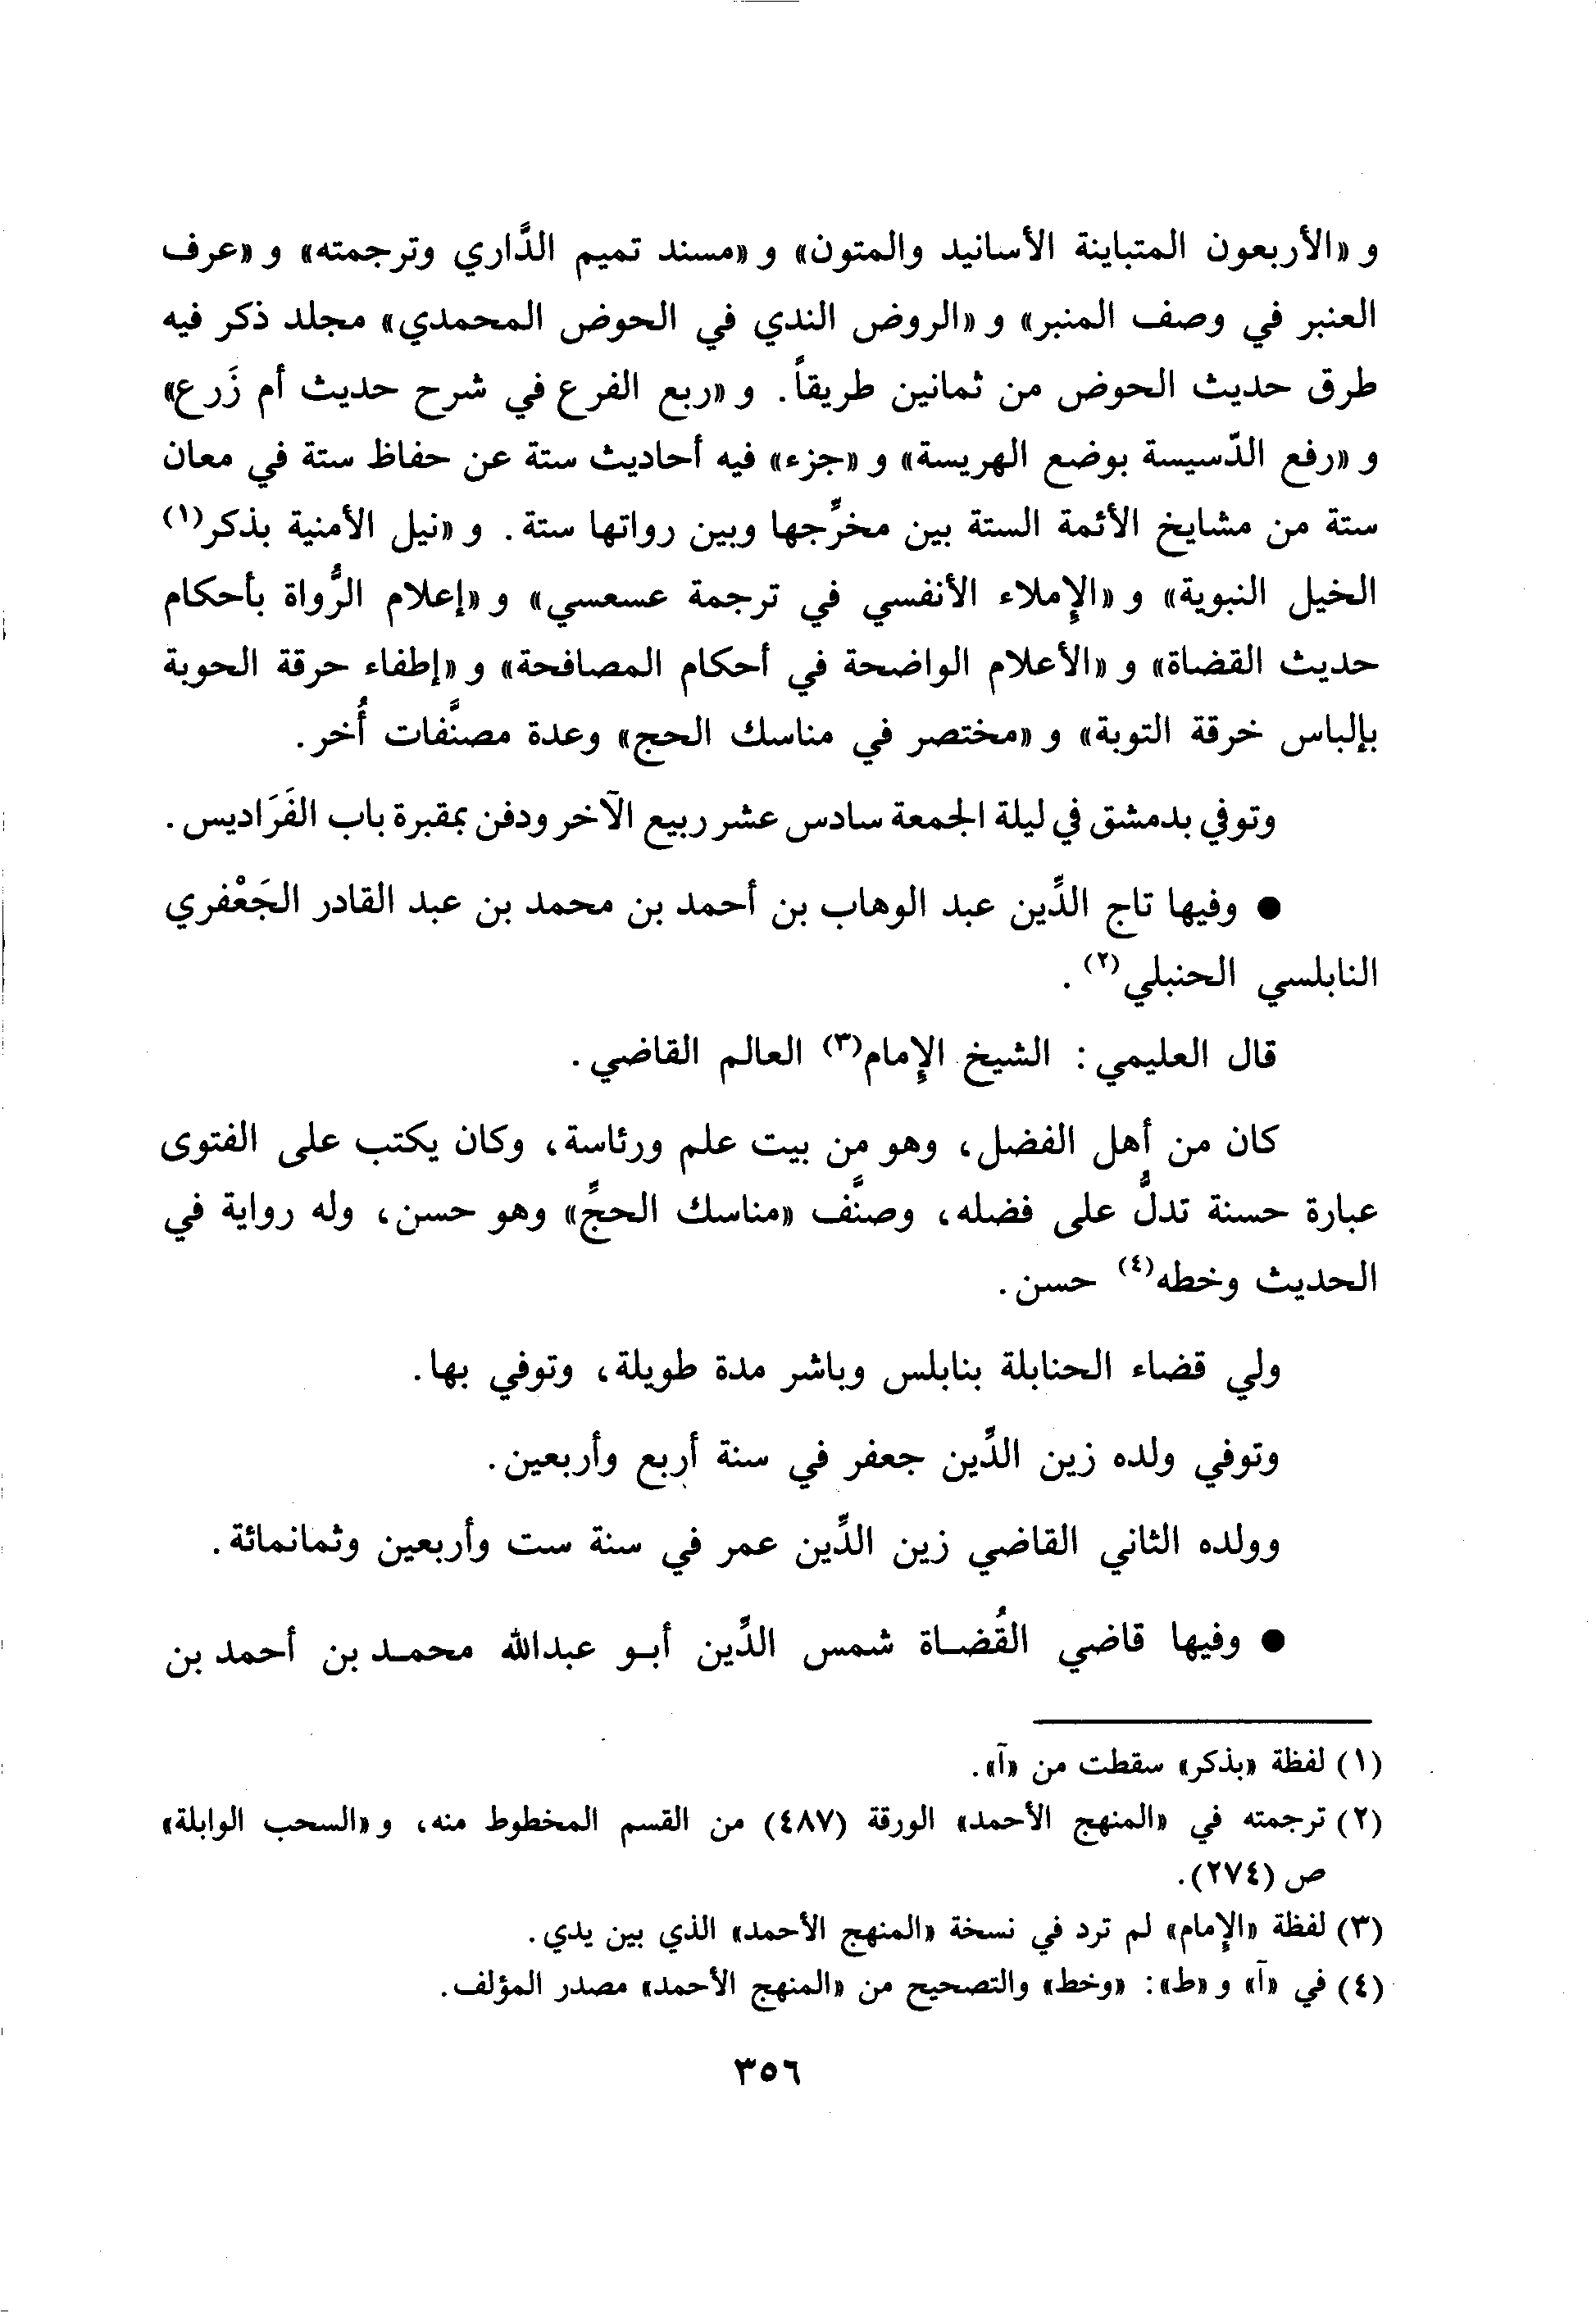 و «الأربعون المتباينة الأسانيد والمتون» و «مسند تميم الدَّاري وترجمته» و «عرف
العنبر في وصف المنبر» و «الروض الندي في الحوض المحمدي» مجلد ذكر فيه
طرق حديث الحوض من ثمانين طريقاً. و «ربع الفرع في شرح حديث أم زَرع»
و «رفع الدّسيسة بوضع الهريسة» و «جزء» فيه أحاديث ستة عن حفاظ ستة في معان
ستة من مشايخ الأئمة الستة بين مخرِّجها وبين رواتها ستة. و «نيل الأمنية بذكر(١)
الخيل النبوية» و «الإملاء الأنفسي في ترجمة عسعسي» و «إعلام الرُّواة بأحكام
حديث القضاة» و «الأعلام الواضحة في أحكام المصافحة» و «إطفاء حرقة الحوبة
بإلباس خرقة التوبة» و «مختصر في مناسك الحج» وعدة مصنَّفات أُخر.
وتوفي بدمشق في ليلة الجمعة سادس عشر ربيع الآخر ودفن بمقبرة باب الفَرَاديس.
● وفيها تاج الدِّين عبد الوهاب بن أحمد بن محمد بن عبد القادر الجَعْفري
النابلسي الحنبلي(٢).
قال العليمي: الشيخ الإمام(٣) العالم القاضي.
كان من أهل الفضل، وهو من بيت علم ورئاسة، وكان يكتب على الفتوى
عبارة حسنة تدلُّ على فضله، وصنَّف «مناسك الحجِّ» وهو حسن، وله رواية في
الحديث وخطه(٤) حسن.
ولي قضاء الحنابلة بنابلس وباشر مدة طويلة، وتوفي بها.
وتوفي ولده زين الدِّين جعفر في سنة أربع وأربعين.
وولده الثاني القاضي زين الدِّين عمر في سنة ست وأربعين وثمانمائة.
● وفيها قاضي القُضاة شمس الدِّين أبو عبدالله محمد بن أحمد بن
(١) لفظة «بذكر» سقطت من «آ».
(٢) ترجمته في «المنهج الأحمد» الورقة (٤٨٧) من القسم المخطوط منه، و «السحب الوابلة»
ص (٢٧٤).
(٣) لفظة «الإمام» لم ترد في نسخة «المنهج الأحمد» الذي بين يدي.
(٤) في «آ» و «ط»: «وخط» والتصحيح من «المنهج الأحمد» مصدر المؤلف.
٣٥٦